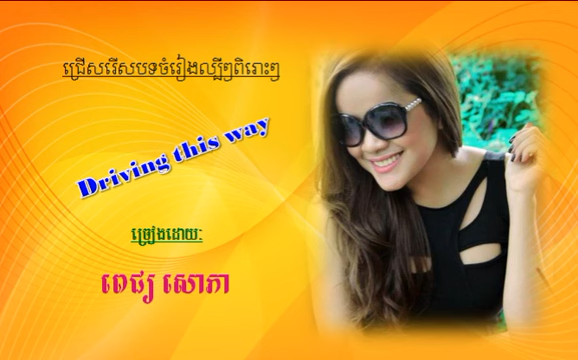 ជ្រើសរើសបទចំរៀងល្បីៗពិរោះៗ
Driving this way
ច្រៀងដោយៈ
ពេជ្យ សោភា